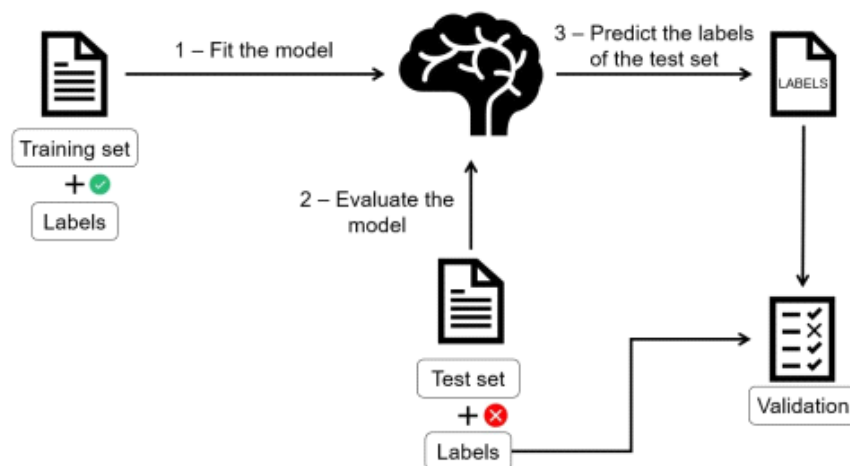 1 – Fit the model
3 – Predict the labels
of the test set
LABELS
Training set
+
Labels
2 – Evaluate the
model
Test set
+
Labels
Validation